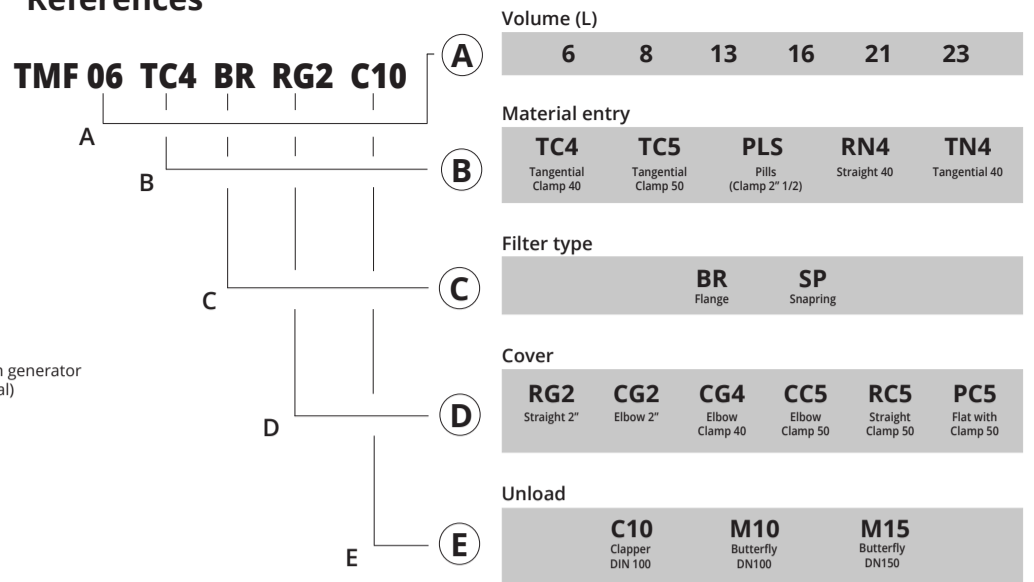 References
TMF 06 TC4 BR RG2 C10
A
B
C
D
E
n generator
al)
A
Volume (L)
6 8 13 16 21 23
B
Material entry
TC4 TC5 PLS RN4 TN4
Tangential Tangential Pills Straight 40 Tangential 40
Clamp 40 Clamp 50 (Clamp 2” 1/2)
C
Filter type
BR SP
Flange Snapring
D
Cover
RG2 CG2 CG4 CC5 RC5 PC5
Straight 2” Elbow 2” Elbow Elbow Straight Flat with
Clamp 40 Clamp 50 Clamp 50 Clamp 50
E
Unload
C10 M10 M15
Clapper Butterfly Butterfly
DIN 100 DN100 DN150